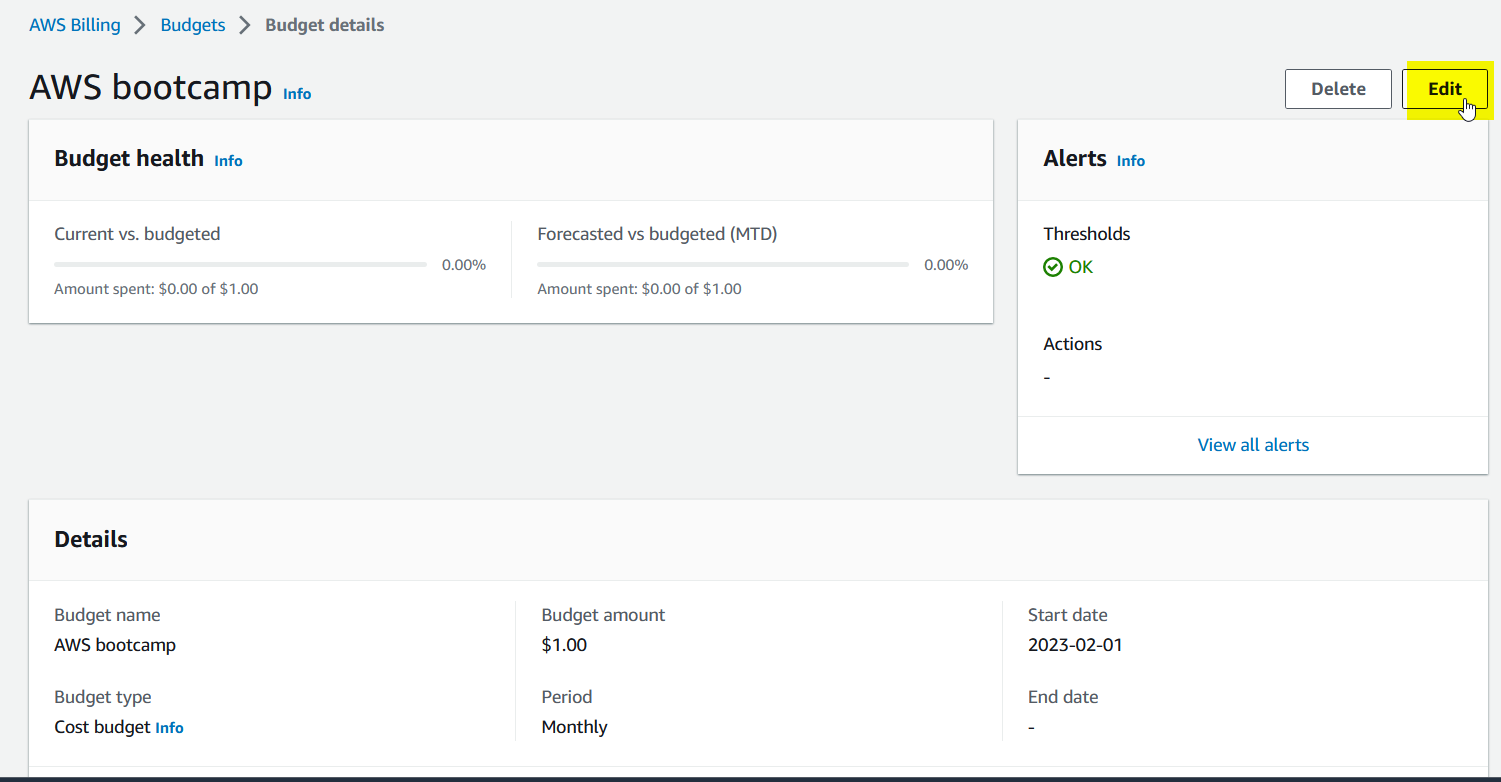 AWS Billing > Budgets > Budget details
AWS bootcamp Info
Delete
Edit
Budget health Info
Current vs. budgeted
0.00%
Amount spent: $0.00 of $1.00
Forecasted vs budgeted (MTD)
0.00%
Amount spent: $0.00 of $1.00
Alerts Info
Thresholds
OK
Actions
-
View all alerts
Details
Budget name
AWS bootcamp
Budget type
Cost budget Info
Budget amount
$1.00
Period
Monthly
Start date
2023-02-01
End date
-